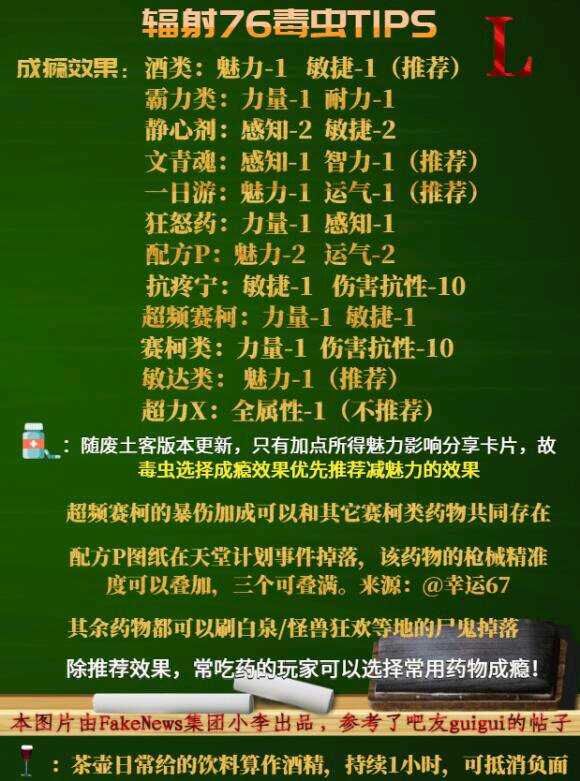 辐射76毒虫TIPS
L
成瘾效果：酒类：魅力-1 敏捷-1（推荐）
霸力类：力量-1 耐力-1
静心剂：感知-2 敏捷-2
文青魂：感知-1 智力-1（推荐）
一日游：魅力-1 运气-1（推荐）
狂怒药：力量-1 感知-1
配方P：魅力-2 运气-2
抗疼宁：敏捷-1 伤害抗性-10
超频赛柯：力量-1 敏捷-1
赛柯类：力量-1 伤害抗性-10
敏达类： 魅力-1（推荐）
超力X：全属性-1（不推荐）
：随废土客版本更新，只有加点所得魅力影响分享卡片，故
毒虫选择成瘾效果优先推荐减魅力的效果
超频赛柯的暴伤加成可以和其它赛柯类药物共同存在
配方P图纸在天堂计划事件掉落，该药物的枪械精准
度可以叠加，三个可叠满。来源：@幸运67
其余药物都可以刷白泉/怪兽狂欢等地的尸鬼掉落
除推荐效果，常吃药的玩家可以选择常用药物成瘾！
本图片由FakeNews集团小李出品，参考了吧友guigui的帖子
：茶壶日常给的饮料算作酒精，持续1小时，可抵消负面